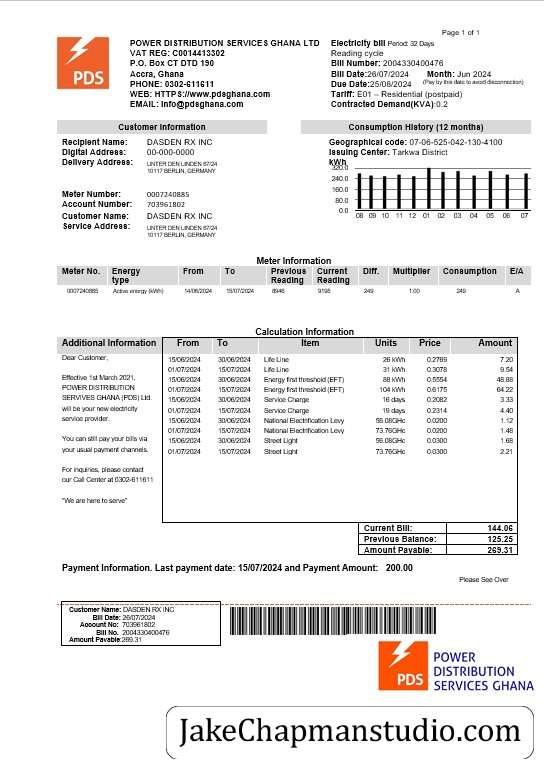 Page 1 of 1
PDS
POWER DISTRIBUTION SERVICES GHANA LTD
VAT REG: C0014413302
P.O. Box CT DTD 190
Accra, Ghana
PHONE: 0302-611611
WEB: HTTPS://www.pdsghana.com
EMAIL: Info@pdsghana.com
Electricity bill Period: 32 Days
Reading cycle
Bill Number: 2004330400476
Bill Date:26/07/2024 Month: Jun 2024
Due Date:25/08/2024 (Pay by this date to avoid disconnection)
Tariff: E01 – Residential (postpaid)
Contracted Demand(KVA):0.2
Customer Information
Recipient Name: DASDEN RX INC
Digital Address: 00-000-0000
Delivery Address: UNTER DEN LINDEN 67/24
10117 BERLIN, GERMANY
Meter Number: 0007240885
Account Number: 703961802
Customer Name: DASDEN RX INC
Service Address: UNTER DEN LINDEN 67/24
10117 BERLIN, GERMANY
Consumption History (12 months)
Geographical code: 07-06-525-042-130-4100
Issuing Center: Tarkwa District
kWh
320.0
240.0
160.0
80.0
0.0
08 09 10 11 12 01 02 03 04 05 06 07
Meter Information
Meter No. Energy type From To Previous Reading Current Reading Diff. Multiplier Consumption E/A
0007240885 Active energy (kWh) 14/06/2024 15/07/2024 8946 9195 249 1.00 249 A
Calculation Information
Additional Information From To Item Units Price Amount
Dear Customer,
Effective 1st March 2021,
POWER DISTRIBUTION
SERVIVES GHANA (PDS) Ltd.
will be your new electricity
service provider.
You can still pay your bills via
your usual payment channels.
For inquiries, please contact
our Call Center at 0302-611611
"We are here to serve"
15/06/2024 30/06/2024 Life Line 26 kWh 0.2769 7.20
01/07/2024 15/07/2024 Life Line 31 kWh 0.3078 9.54
15/06/2024 30/06/2024 Energy first threshold (EFT) 88 kWh 0.5554 48.88
01/07/2024 15/07/2024 Energy first threshold (EFT) 104 kWh 0.6175 64.22
15/06/2024 30/06/2024 Service Charge 16 days 0.2082 3.33
01/07/2024 15/07/2024 Service Charge 19 days 0.2314 4.40
15/06/2024 30/06/2024 National Electrification Levy 56.08GHc 0.0200 1.12
01/07/2024 15/07/2024 National Electrification Levy 73.76GHc 0.0200 1.48
15/06/2024 30/06/2024 Street Light 56.08GHc 0.0300 1.68
01/07/2024 15/07/2024 Street Light 73.76GHc 0.0300 2.21
Current Bill: 144.06
Previous Balance: 125.25
Amount Payable: 269.31
Payment Information. Last payment date: 15/07/2024 and Payment Amount: 200.00
Please See Over
Customer Name: DASDEN RX INC
Bill Date: 26/07/2024
Account No: 703961802
Bill No. 2004330400476
Amount Payable:269.31
PDS
POWER
DISTRIBUTION
SERVICES GHANA
JakeChapmanstudio.com